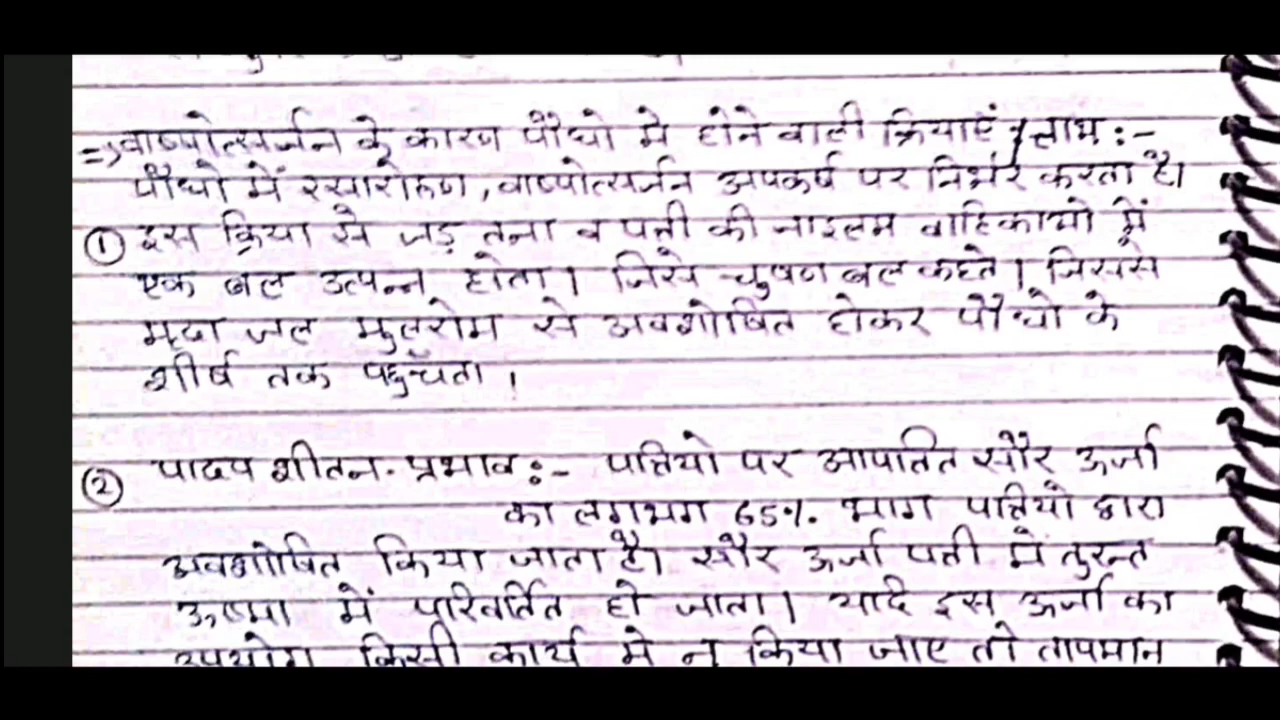 => वाष्पोत्सर्जन के कारण पौधो मे होने वाली क्रियाएं लाभ :-
पौधो में रसारोहण , वाष्पोत्सर्जन अपकर्ष पर निर्भर करता है।
① इस क्रिया से जड़ तना व पत्ती की जाइलम वाहिकायो में
एक बल उत्पन्न होता। जिसे चुषण बल कहते। जिससे
मृदा जल मुलरोम से अवशोषित होकर पौधो के
शीर्ष तक पहुँचता ।
② पादप शीतन प्रभाव :- पत्तियो पर आपतित सौर ऊर्जा
का लगभग 65% भाग पत्तियो द्वारा
अवशोषित किया जाता है। सौर ऊर्जा पत्ती मे तुरन्त
ऊष्मा में परिवर्तित हो जाता। यदि इस ऊर्जा का
उपयोग किसी कार्य मे न किया जाए तो तापमान